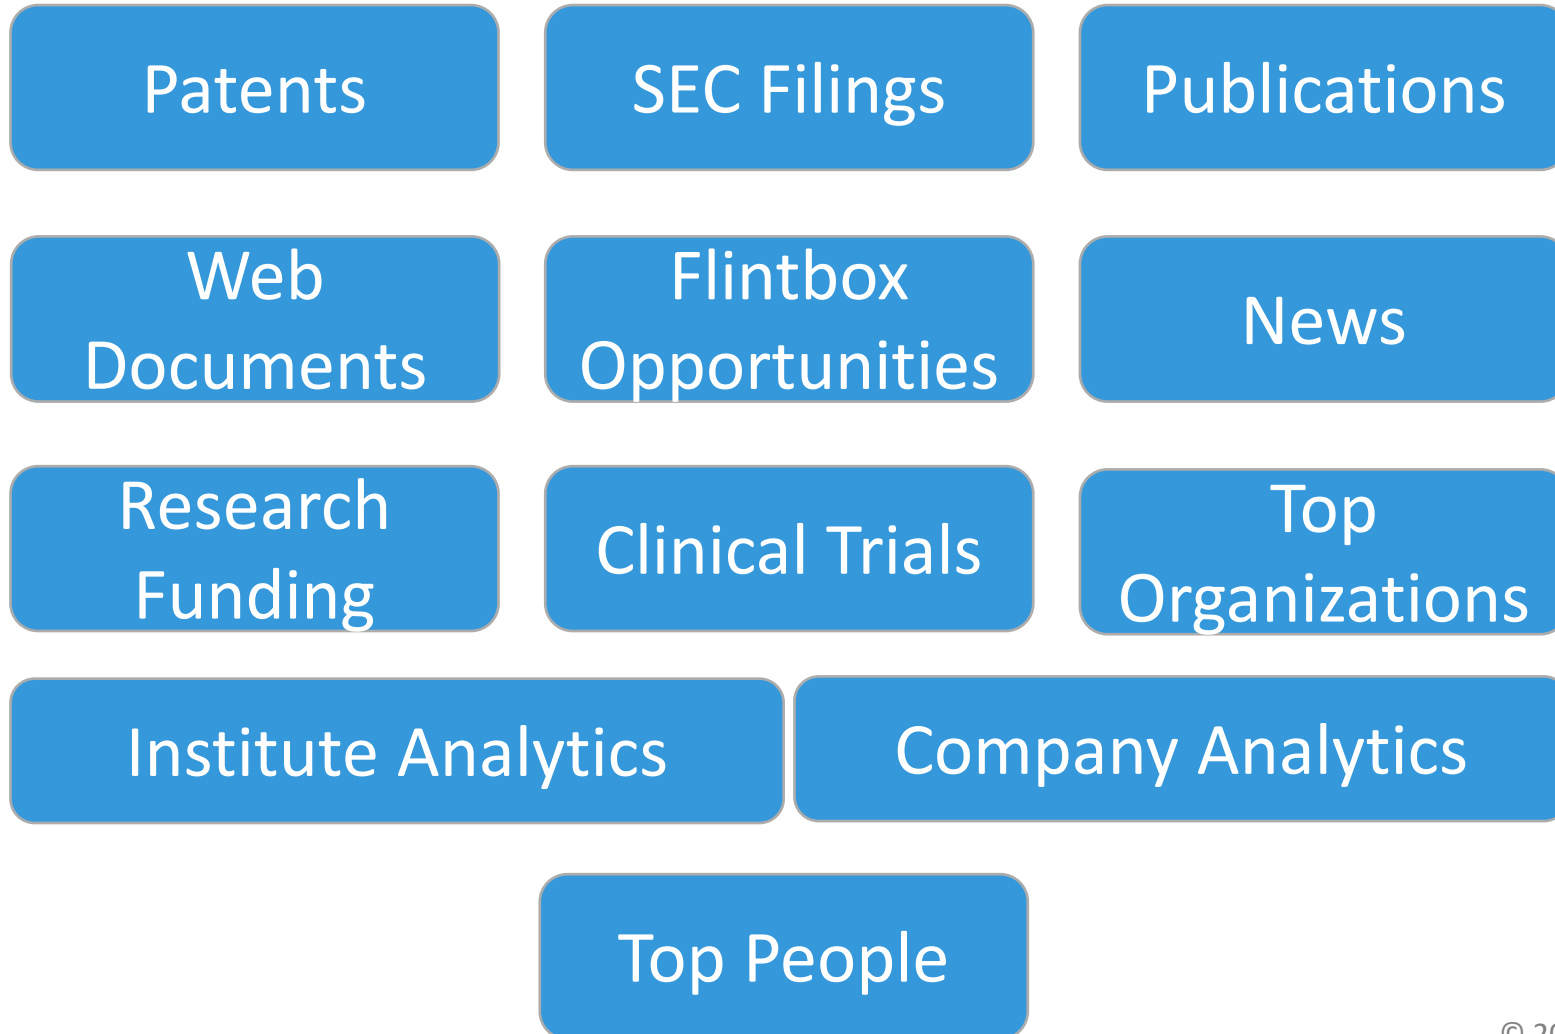 Patents
SEC Filings
Publications
Web
Documents
Flintbox
Opportunities
News
Research
Funding
Clinical Trials
Top
Organizations
Institute Analytics
Company Analytics
Top People